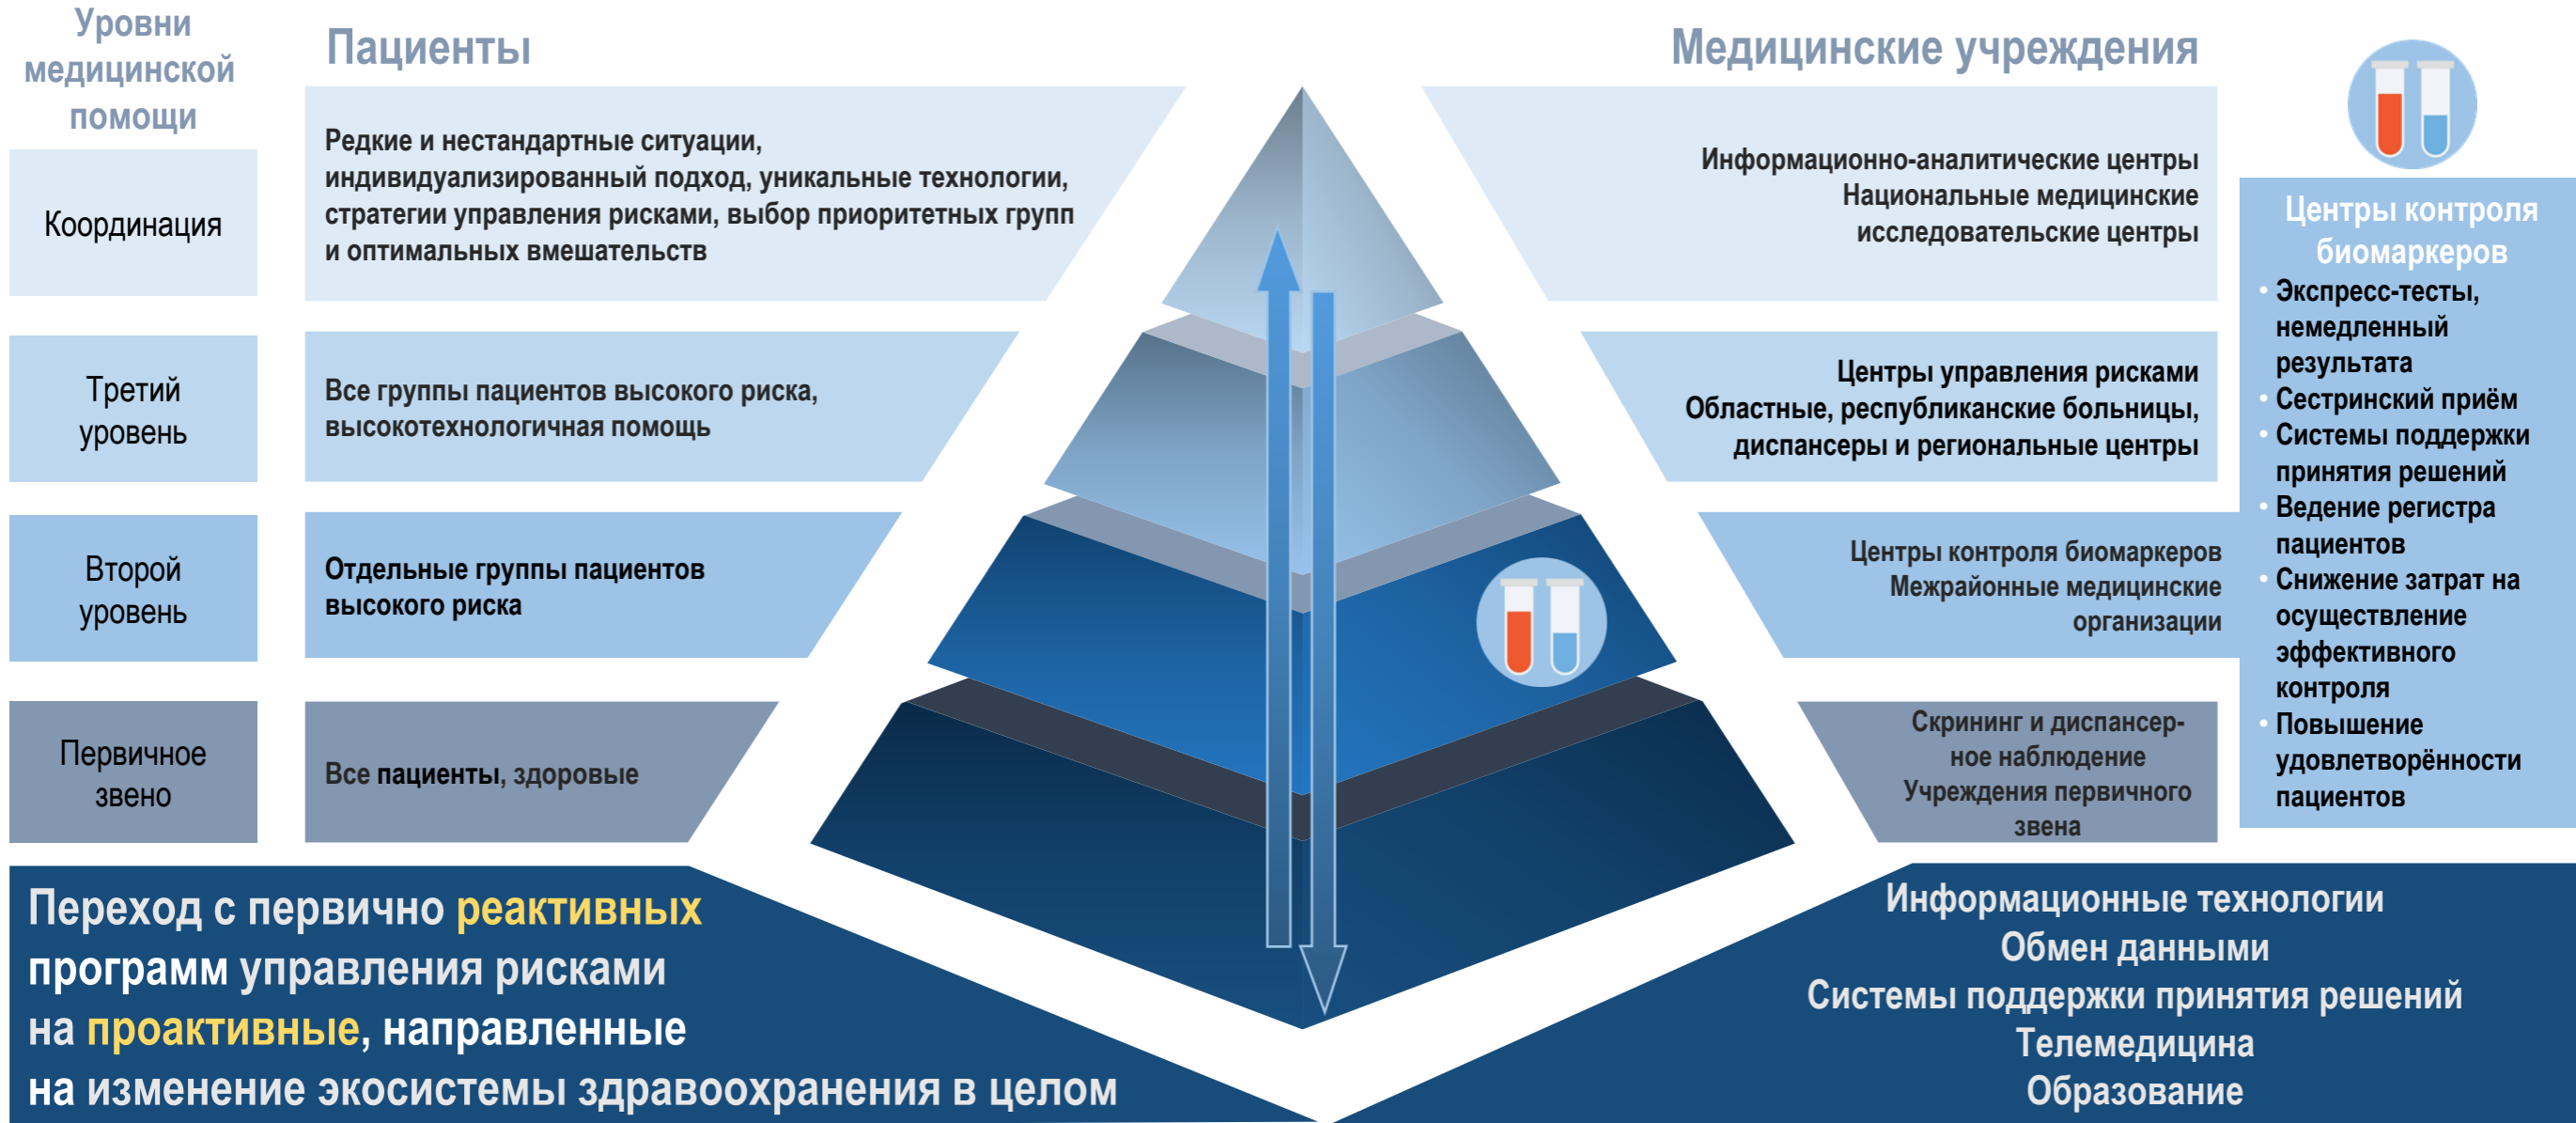 Уровни
медицинской
помощи
Пациенты
Медицинские учреждения
Координация
Редкие и нестандартные ситуации,
индивидуализированный подход, уникальные технологии,
стратегии управления рисками, выбор приоритетных групп
и оптимальных вмешательств
Информационно-аналитические центры
Национальные медицинские
исследовательские центры
Третий
уровень
Все группы пациентов высокого риска,
высокотехнологичная помощь
Центры управления рисками
Областные, республиканские больницы,
диспансеры и региональные центры
Второй
уровень
Отдельные группы пациентов
высокого риска
Центры контроля биомаркеров
Межрайонные медицинские
организации
Первичное
звено
Все пациенты, здоровые
Скрининг и диспансер-
ное наблюдение
Учреждения первичного
звена
Центры контроля
биомаркеров
• Экспресс-тесты,
немедленный
результата
• Сестринский приём
• Системы поддержки
принятия решений
• Ведение регистра
пациентов
• Снижение затрат на
осуществление
эффективного
контроля
• Повышение
удовлетворённости
пациентов
Переход с первично реактивных
программ управления рисками
на проактивные, направленные
на изменение экосистемы здравоохранения в целом
Информационные технологии
Обмен данными
Системы поддержки принятия решений
Телемедицина
Образование